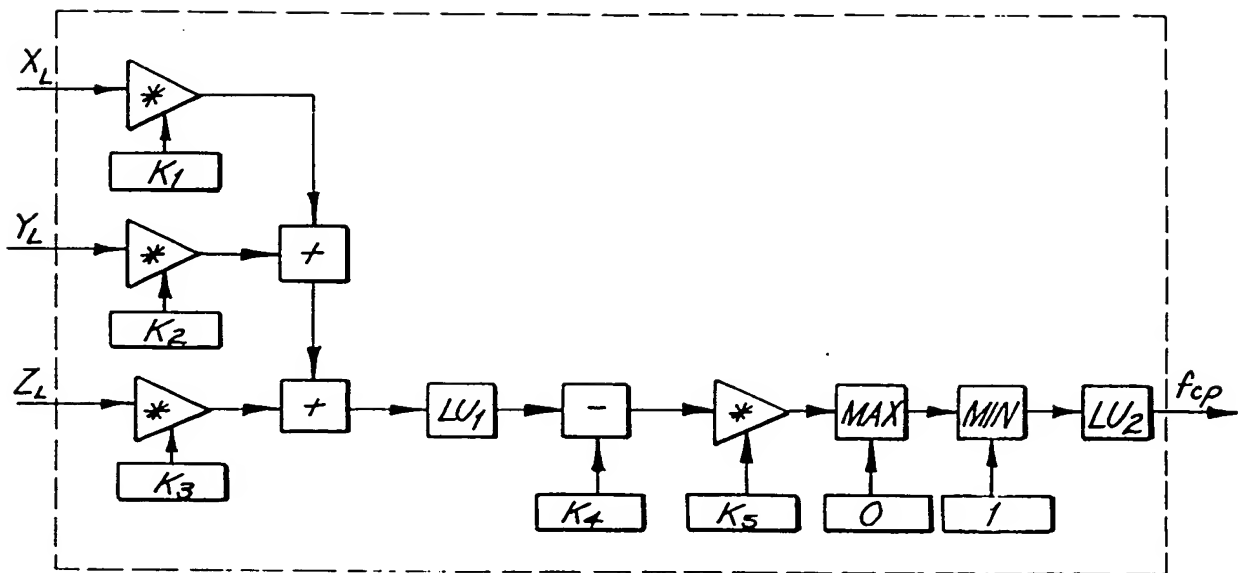 X_L
*
K_1
Y_L
*
+
K_2
Z_L
*
+
LU_1
-
*
MAX
MIN
LU_2
f_cp
K_3
K_4
K_5
0
1